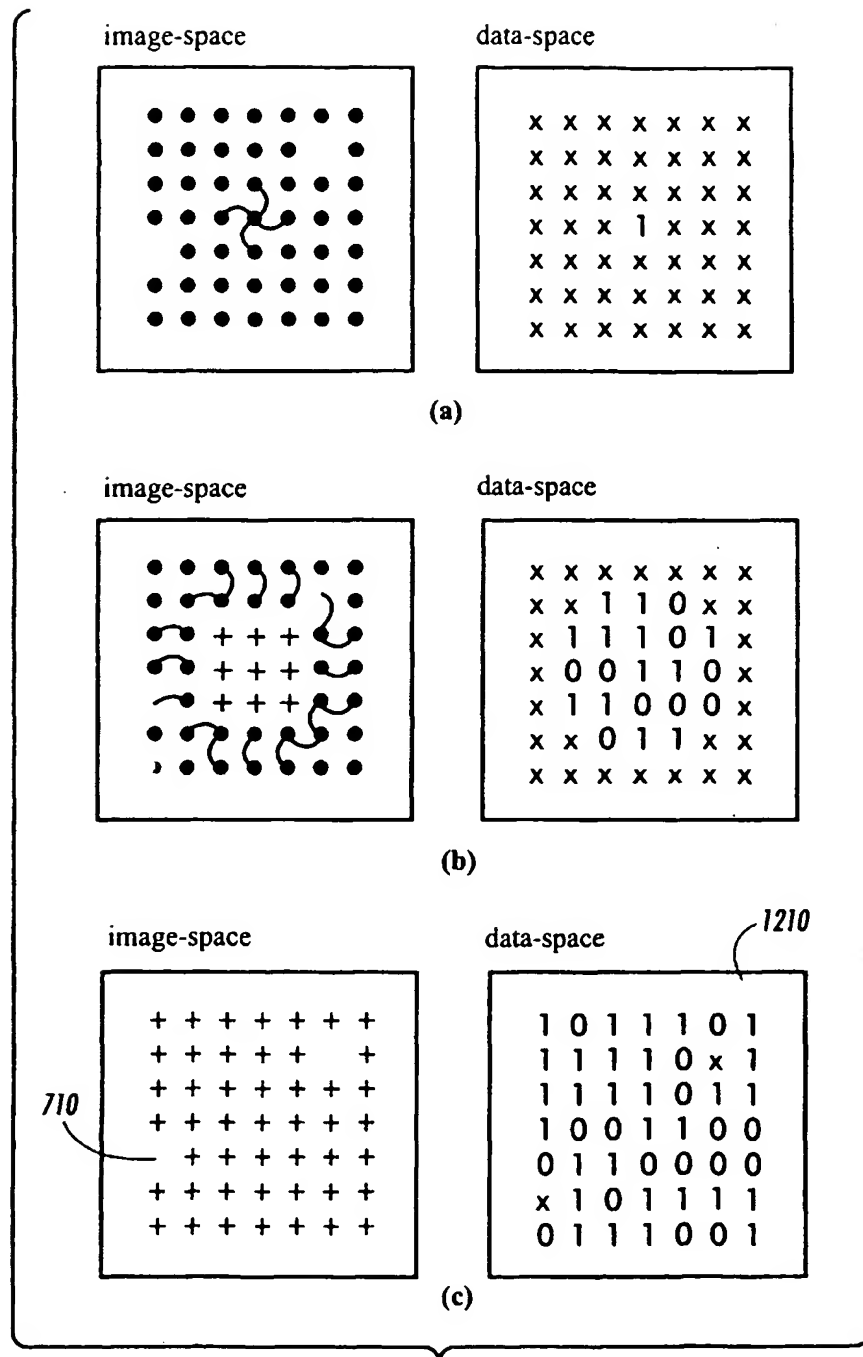 image-space data-space
x x x x x x x
x x x x x x x
x x x x x x x
x x x 1 x x x
x x x x x x x
x x x x x x x
x x x x x x x
(a)
image-space data-space
x x x x x x x
x x 1 1 0 x x
+ + + x 1 1 1 0 1 x
+ + + x 0 0 1 1 0 x
+ + + x 1 1 0 0 0 x
x x 0 1 1 x x
x x x x x x x
(b)
1210
image-space data-space
+ + + + + + + 1 0 1 1 1 0 1
+ + + + + + 1 1 1 1 0 x 1
+ + + + + + + 1 1 1 1 0 1 1
710
+ + + + + + + 1 0 0 1 1 0 0
+ + + + + + 0 1 1 0 0 0 0
+ + + + + + + x 1 0 1 1 1 1
+ + + + + + + 0 1 1 1 0 0 1
(c)